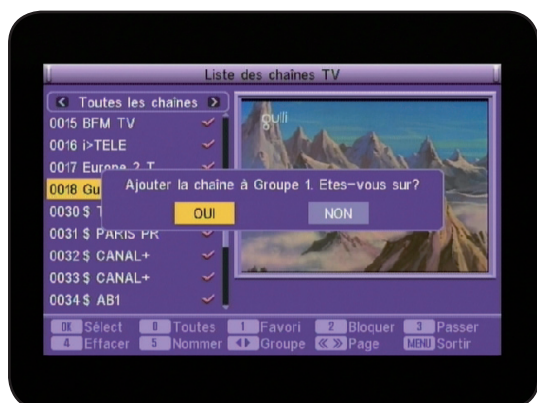 Liste des chaînes TV
Toutes les chaînes
0015 BFM TV
0016 i>TELE
0017 Europe 2 T
0018 Gu
0030 $ T
0031 $ PARIS PR
0032 $ CANAL+
0033 $ CANAL+
0034 $ AB1
gulli
Ajouter la chaîne à Groupe 1. Etes-vous sur?
OUI NON
OK Sélect 0 Toutes 1 Favori 2 Bloquer 3 Passer
4 Effacer 5 Nommer Groupe Page MENU Sortir